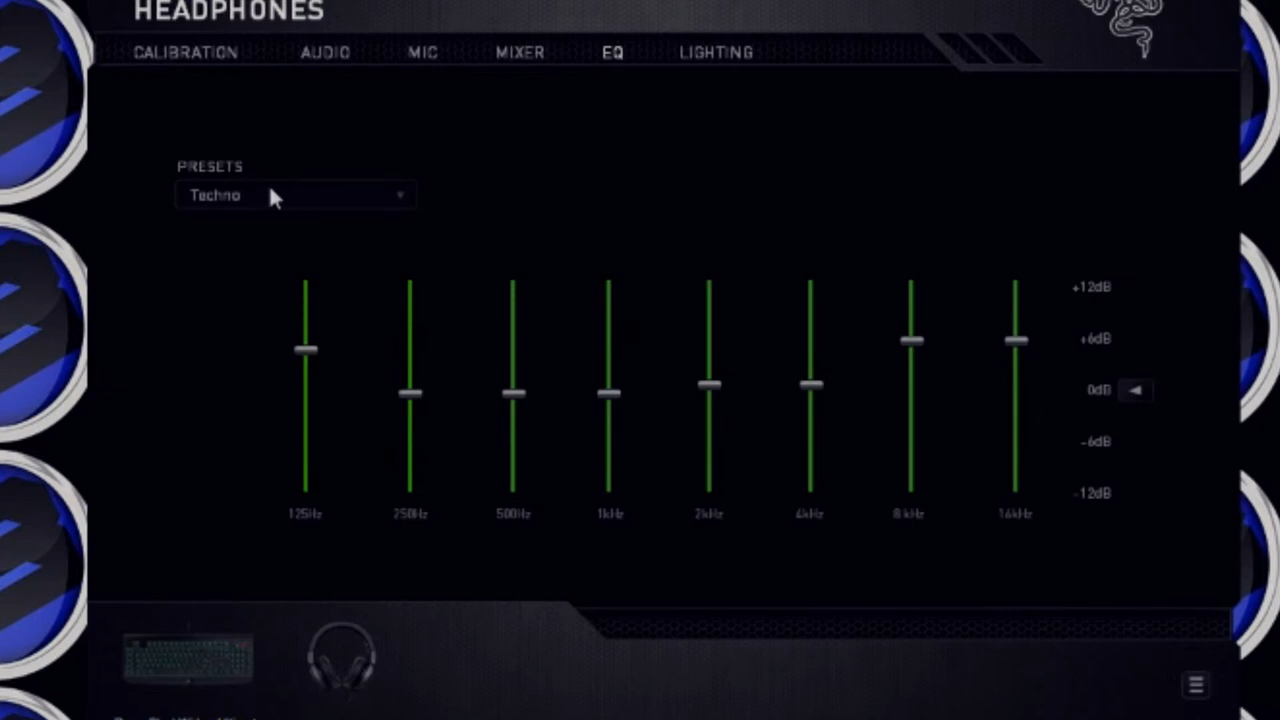 HEADPHONES
CALIBRATION AUDIO MIC MIXER EQ LIGHTING
PRESETS
Techno
+12dB
+6dB
0dB
-6dB
-12dB
125Hz 250Hz 500Hz 1kHz 2kHz 4kHz 8kHz 16kHz